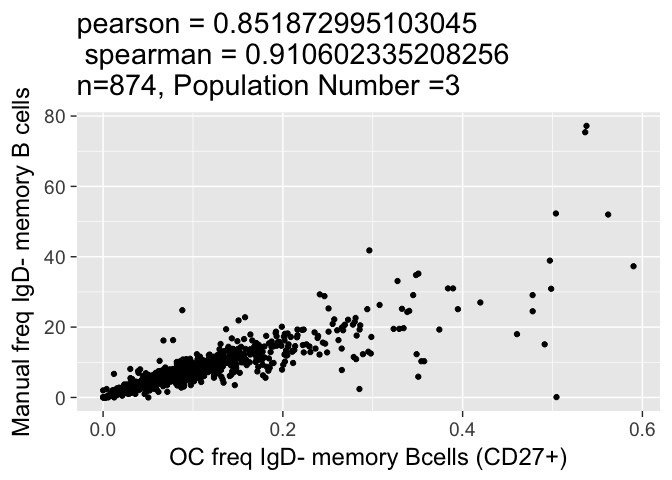 pearson = 0.851872995103045
spearman = 0.910602335208256
n=874, Population Number =3
Manual freq IgD- memory B cells
80
60
40
20
0
0.0
0.2
0.4
0.6
OC freq IgD- memory Bcells (CD27+)